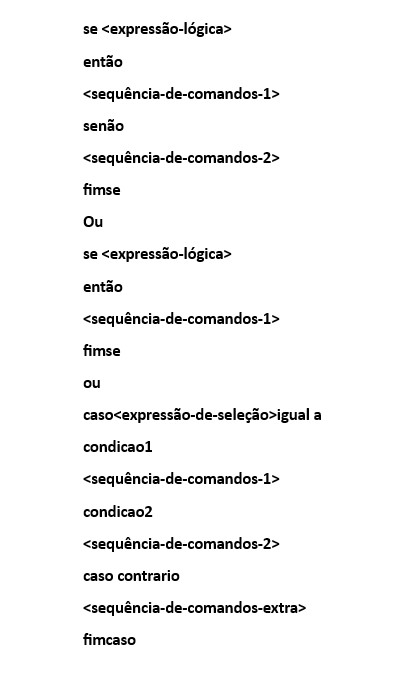 se <expressão-lógica>
então
<sequência-de-comandos-1>
senão
<sequência-de-comandos-2>
fimse
Ou
se <expressão-lógica>
então
<sequência-de-comandos-1>
fimse
ou
caso<expressão-de-seleção>igual a
condicao1
<sequência-de-comandos-1>
condicao2
<sequência-de-comandos-2>
caso contrario
<sequência-de-comandos-extra>
fimcaso